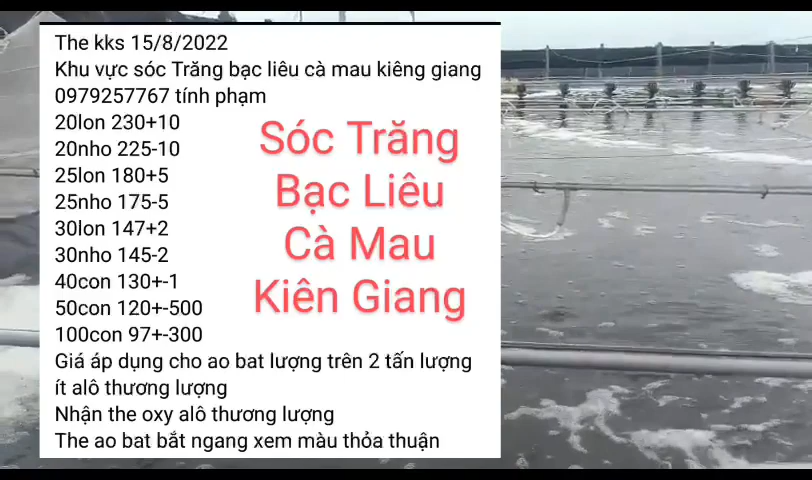 The kks 15/8/2022
Khu vực sóc Trăng bạc liêu cà mau kiêng giang
0979257767 tính phạm
20lon 230+10
20nho 225-10
25lon 180+5
25nho 175-5
30lon 147+2
30nho 145-2
40con 130+-1
50con 120+-500
100con 97+-300
Giá áp dụng cho ao bat lượng trên 2 tấn lượng
ít alô thương lượng
Nhận the oxy alô thương lượng
The ao bat bắt ngang xem màu thỏa thuận
Sóc Trăng
Bạc Liêu
Cà Mau
Kiên Giang